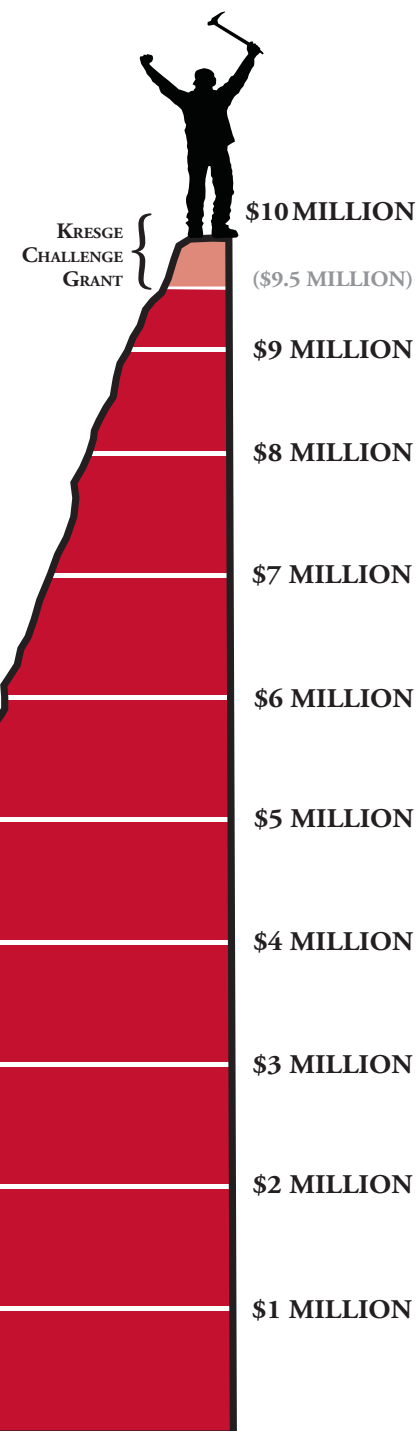 $10 MILLION
KRESGE
CHALLENGE
GRANT
($9.5 MILLION)
$9 MILLION
$8 MILLION
$7 MILLION
$6 MILLION
$5 MILLION
$4 MILLION
$3 MILLION
$2 MILLION
$1 MILLION